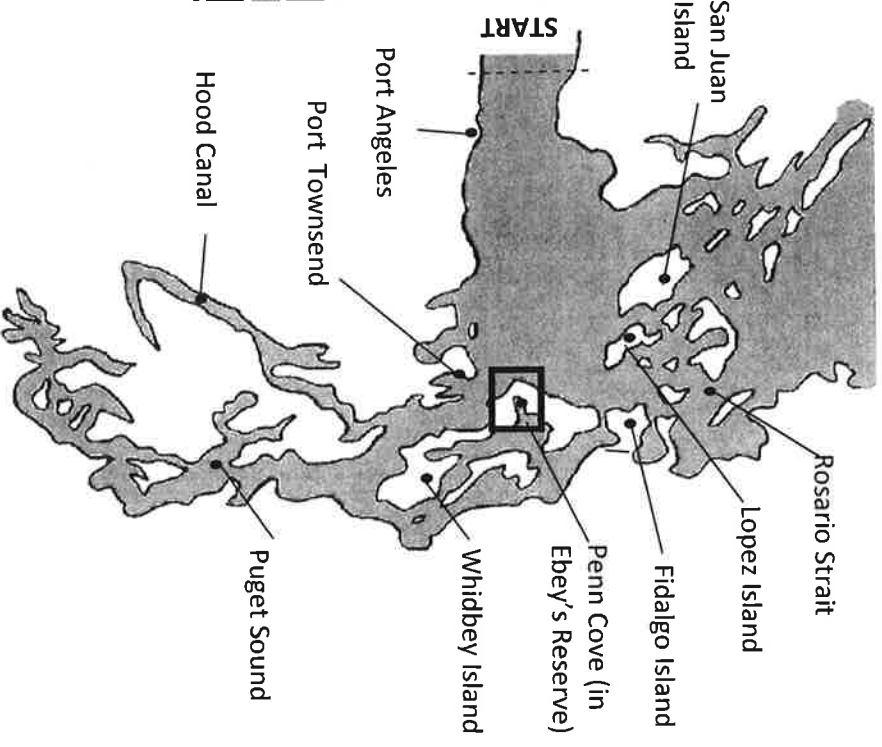 START
San Juan
Island
Port Angeles
Port Townsend
Hood Canal
Rosario Strait
Lopez Island
Fidalgo Island
Penn Cove (in
Ebey's Reserve)
Whidbey Island
Puget Sound